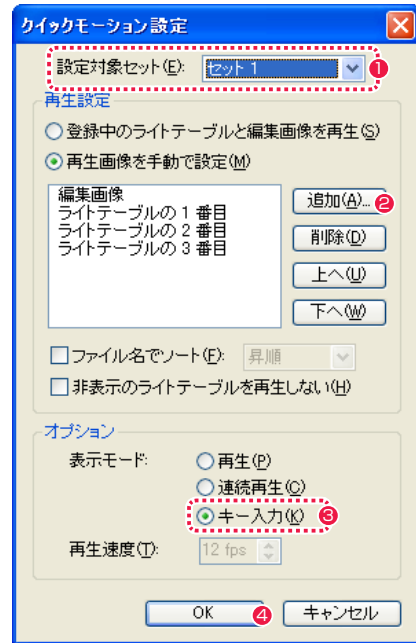 クイックモーション設定
設定対象セット(E): セット 1 ❶
再生設定
登録中のライトテーブルと編集画像を再生(S)
再生画像を手動で設定(M)
編集画像
ライトテーブルの 1 番目
ライトテーブルの 2 番目
ライトテーブルの 3 番目
追加(A)... ❷
削除(D)
上へ(U)
下へ(W)
ファイル名でソート(F): 昇順
非表示のライトテーブルを再生しない(H)
オプション
表示モード: 再生(P)
連続再生(C)
キー入力(K) ❸
再生速度(T): 12 fps
OK ❹ キャンセル